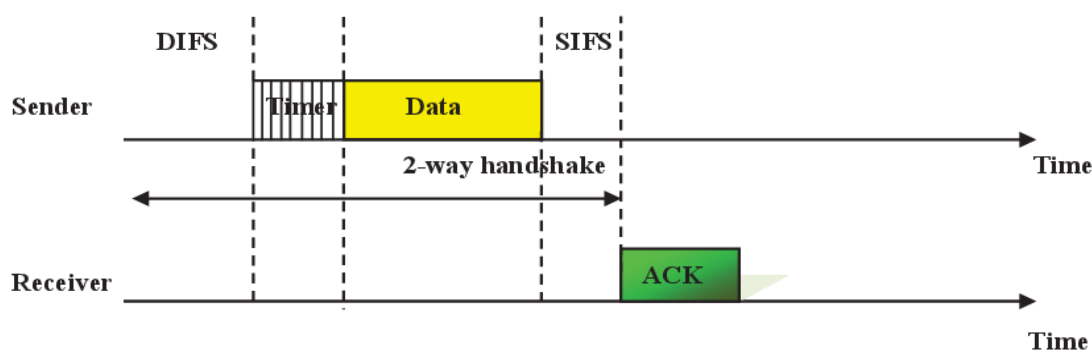 DIFS
SIFS
Sender
Timer
Data
Time
2-way handshake
ACK
Receiver
Time